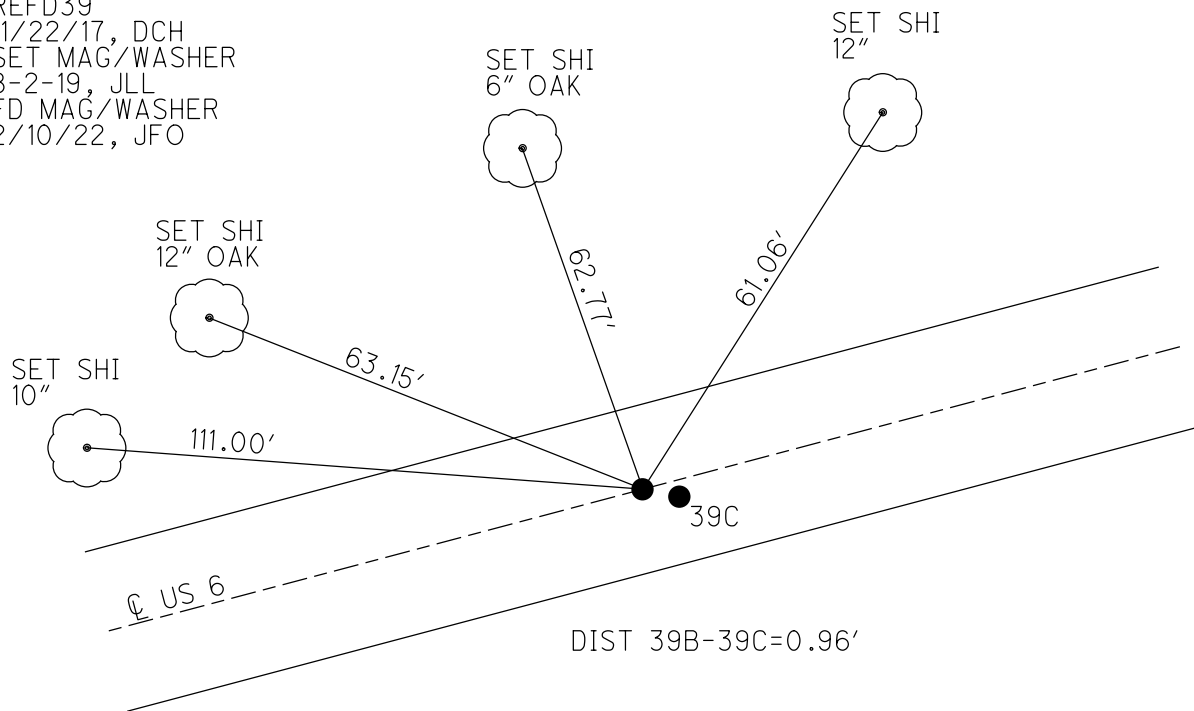 REFD39
1/22/17, DCH
SET MAG/WASHER
3-2-19, JLL
FD MAG/WASHER
2/10/22, JFO
SET SHI
6" OAK
SET SHI
12"
SET SHI
12" OAK
SET SHI
10"
62.77'
61.06'
63.15'
111.00'
39C
℄ US 6
DIST 39B-39C=0.96'